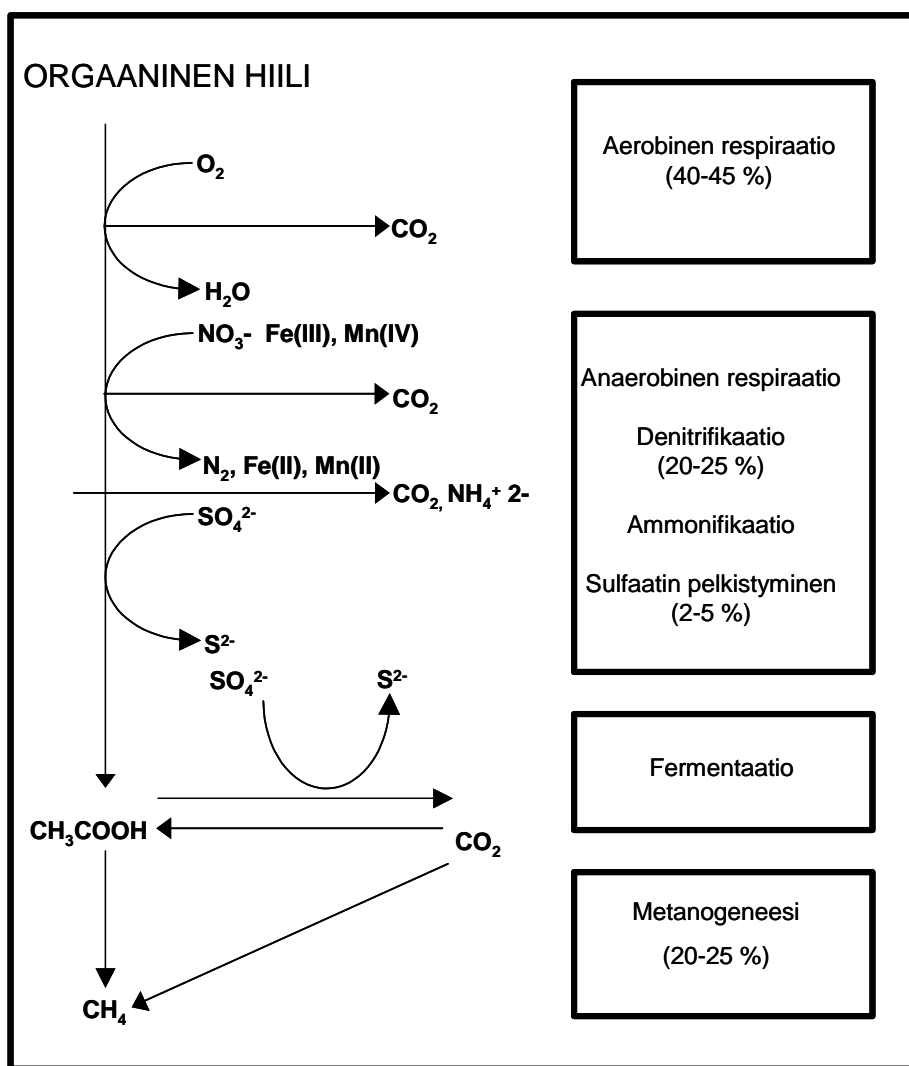 ORGAANINEN HIILI
O₂
CO₂
H₂O
NO₃- Fe(III), Mn(IV)
CO₂
N₂, Fe(II), Mn(II)
CO₂, NH₄⁺ 2-
SO₄²⁻
S²⁻
SO₄²⁻
S²⁻
CH₃COOH
CO₂
CH₄
Aerobinen respiraatio
(40-45 %)
Anaerobinen respiraatio
Denitrifikaatio
(20-25 %)
Ammonifikaatio
Sulfaatin pelkistyminen
(2-5 %)
Fermentaatio
Metanogeneesi
(20-25 %)